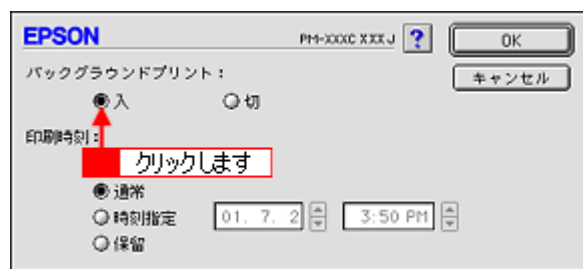 EPSON PM-XXXC XXX J ? OK
バックグラウンドプリント： キャンセル
入 切
印刷時刻：
クリックします
通常
時刻指定 01. 7. 2 3:50 PM
保留